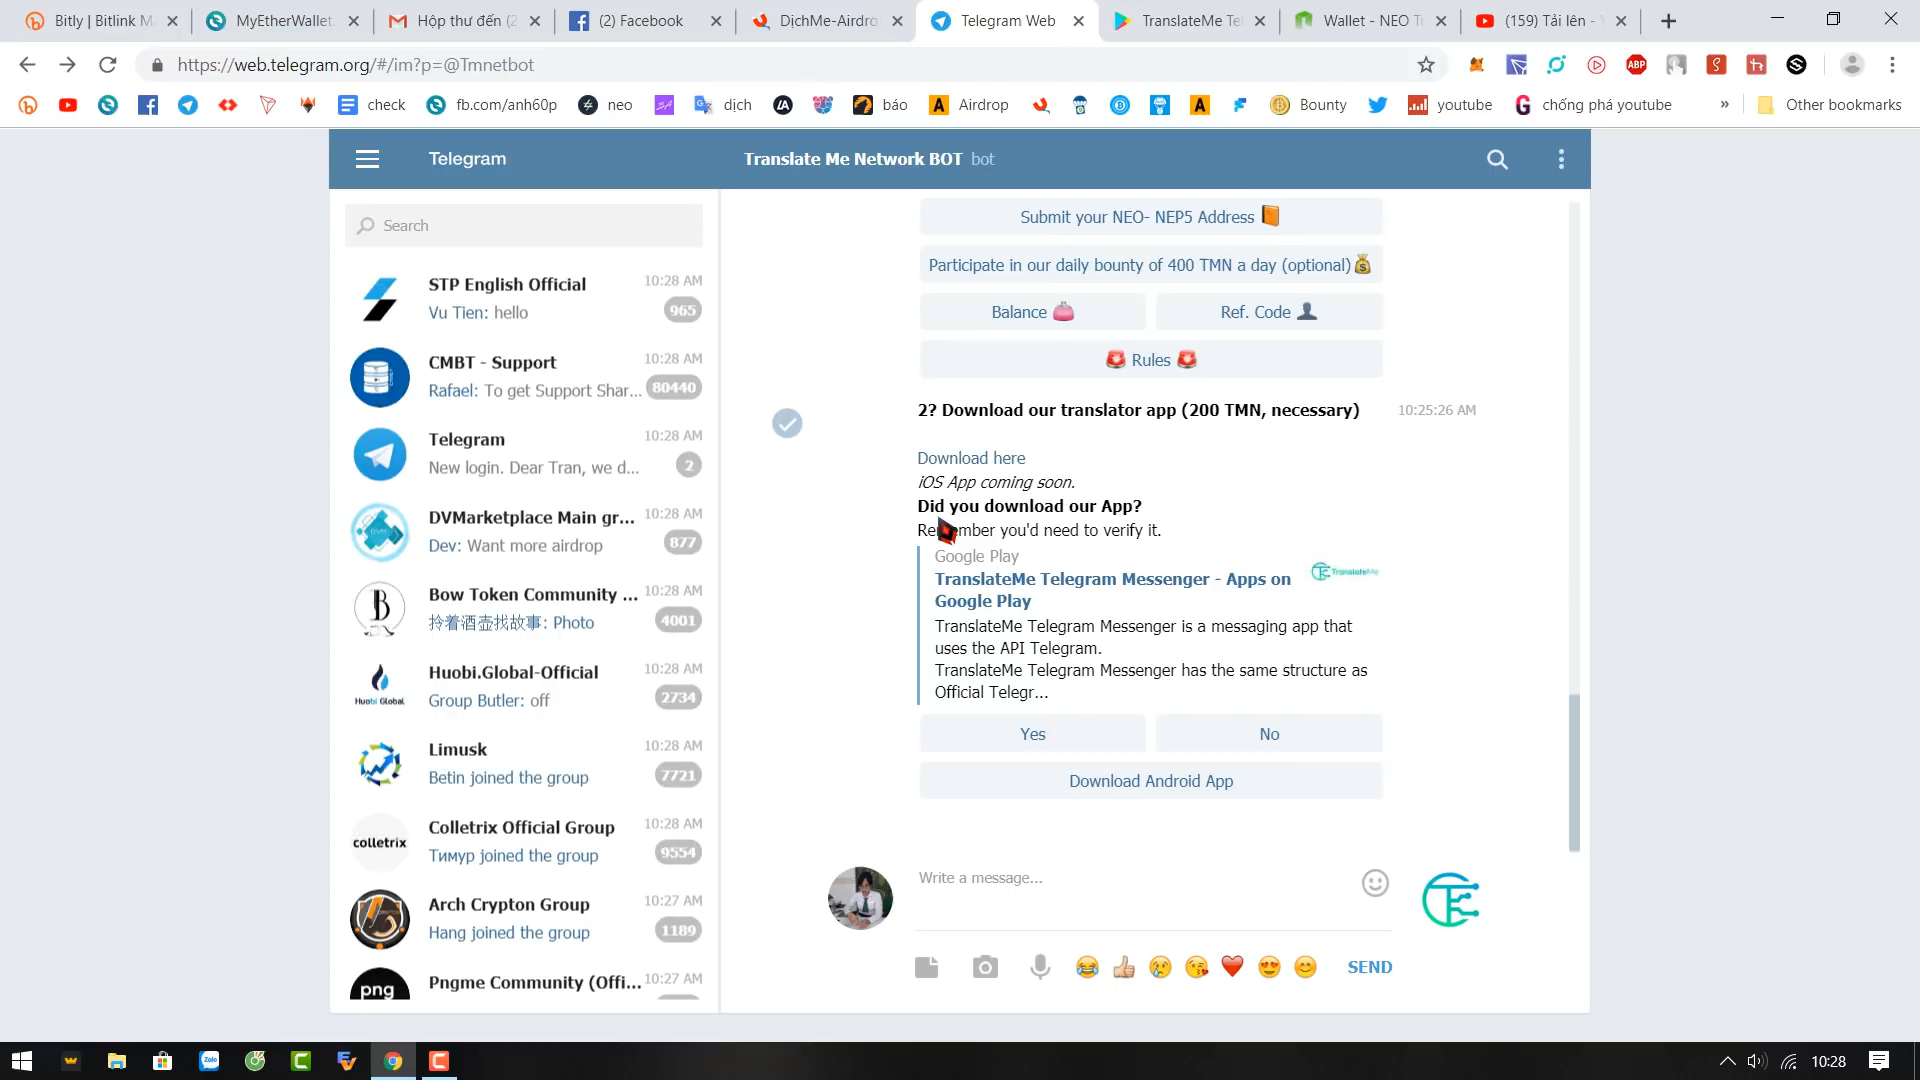 Bitly | Bitlink M
MyEtherWallet
Hộp thư đến (2
(2) Facebook
DịchMe-Airdro
Telegram Web
TranslateMe Te
Wallet - NEO T
(159) Tải lên -
https://web.telegram.org/#/im?p=@Tmnetbot
ABP
check
fb.com/anh60p
neo
dịch
báo
Airdrop
Bounty
youtube
chống phá youtube
»
Other bookmarks
Telegram
Translate Me Network BOT bot
Search
STP English Official 10:28 AM
Vu Tien: hello 965
CMBT - Support 10:28 AM
Rafael: To get Support Shar... 80440
Telegram 10:28 AM
New login. Dear Tran, we d... 2
DVMarketplace Main gr... 10:28 AM
Dev: Want more airdrop 877
Bow Token Community ... 10:28 AM
拎着酒壶找故事: Photo 4001
Huobi.Global-Official 10:28 AM
Group Butler: off 2734
Huobi Global
Limusk 10:28 AM
Betin joined the group 7721
Colletrix Official Group 10:28 AM
Тимур joined the group 9554
colletrix
Arch Crypton Group 10:27 AM
Hang joined the group 1189
Pngme Community (Offi... 10:27 AM
png
Submit your NEO- NEP5 Address
Participate in our daily bounty of 400 TMN a day (optional)
Balance
Ref. Code
Rules
2? Download our translator app (200 TMN, necessary) 10:25:26 AM
Download here
iOS App coming soon.
Did you download our App?
Remember you'd need to verify it.
Google Play
TranslateMe Telegram Messenger - Apps on
Google Play
TranslateMe
TranslateMe Telegram Messenger is a messaging app that
uses the API Telegram.
TranslateMe Telegram Messenger has the same structure as
Official Telegr...
Yes
No
Download Android App
Write a message...
SEND
Zalo
10:28